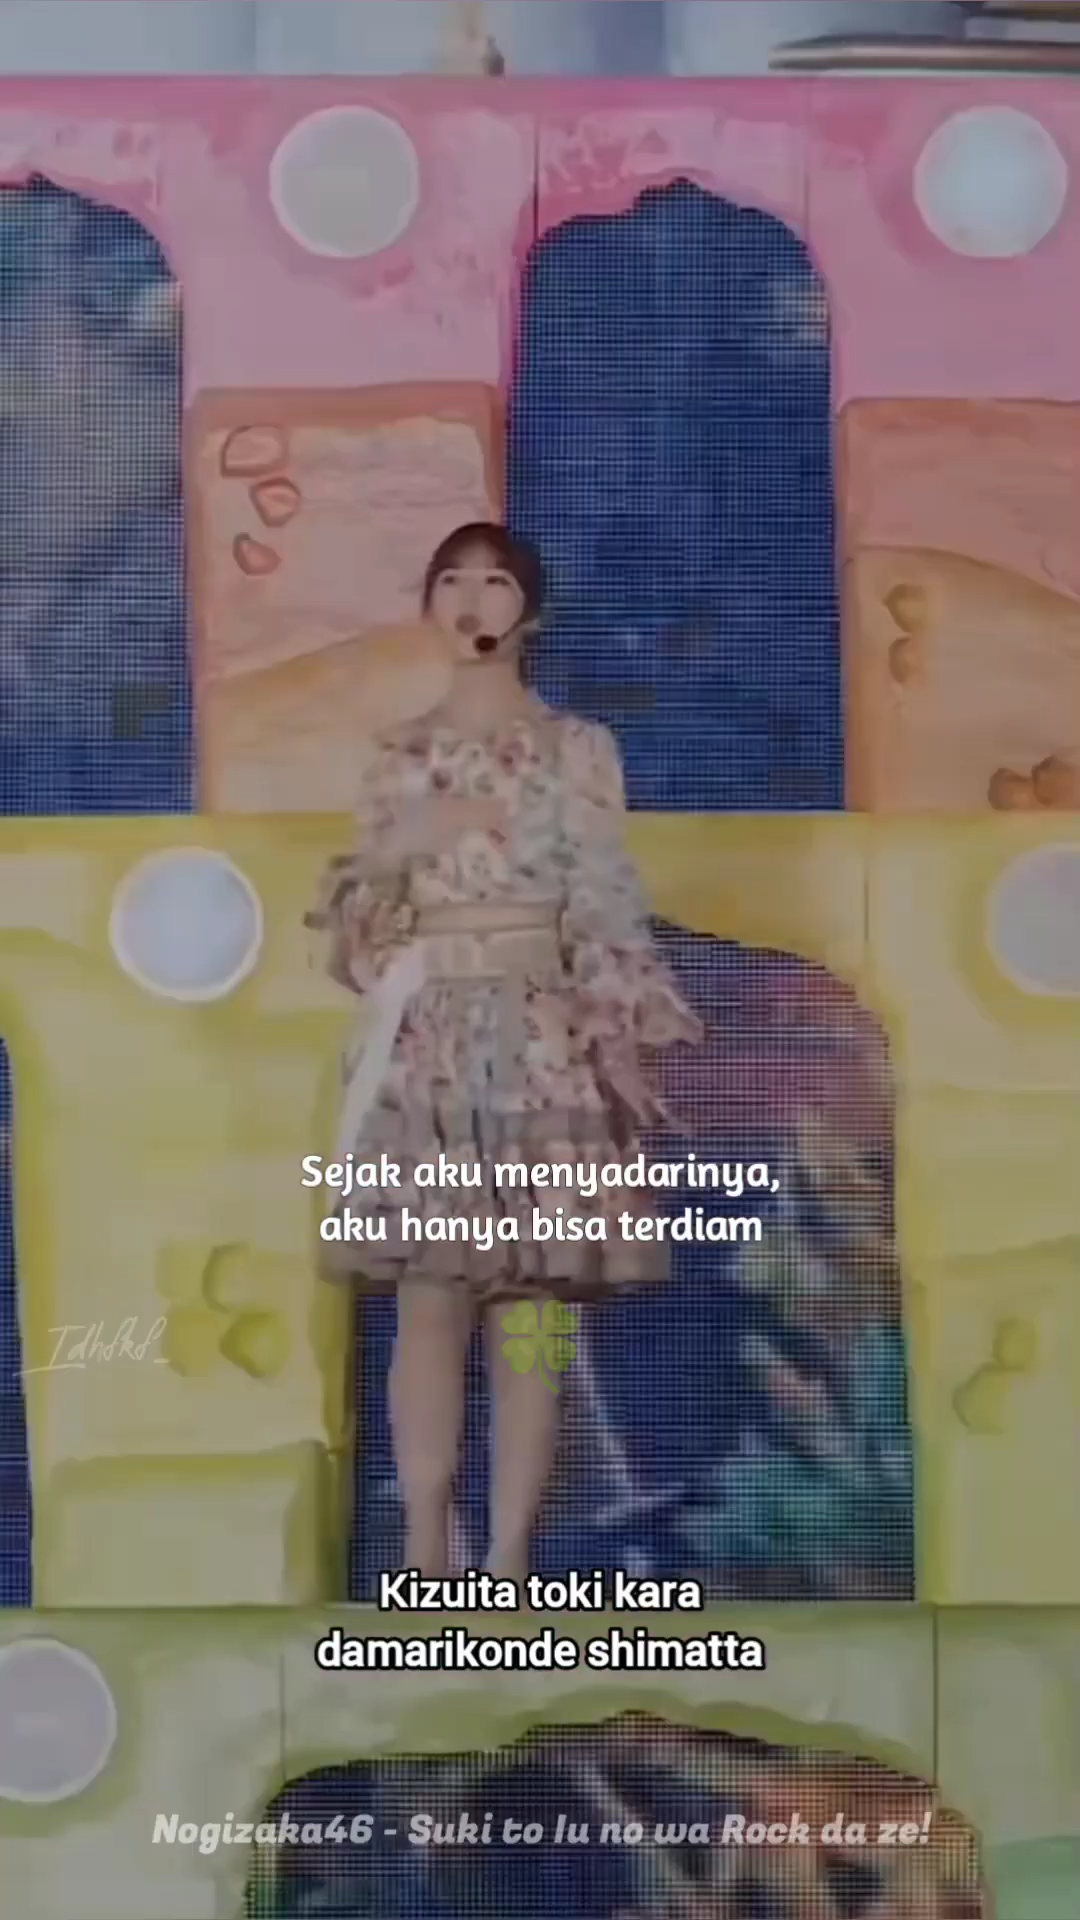 Sejak aku menyadarinya,
aku hanya bisa terdiam
Idhfkf_
Kizuita toki kara
damarikonde shimatta
Nogizaka46 - Suki to Iu no wa Rock da ze!